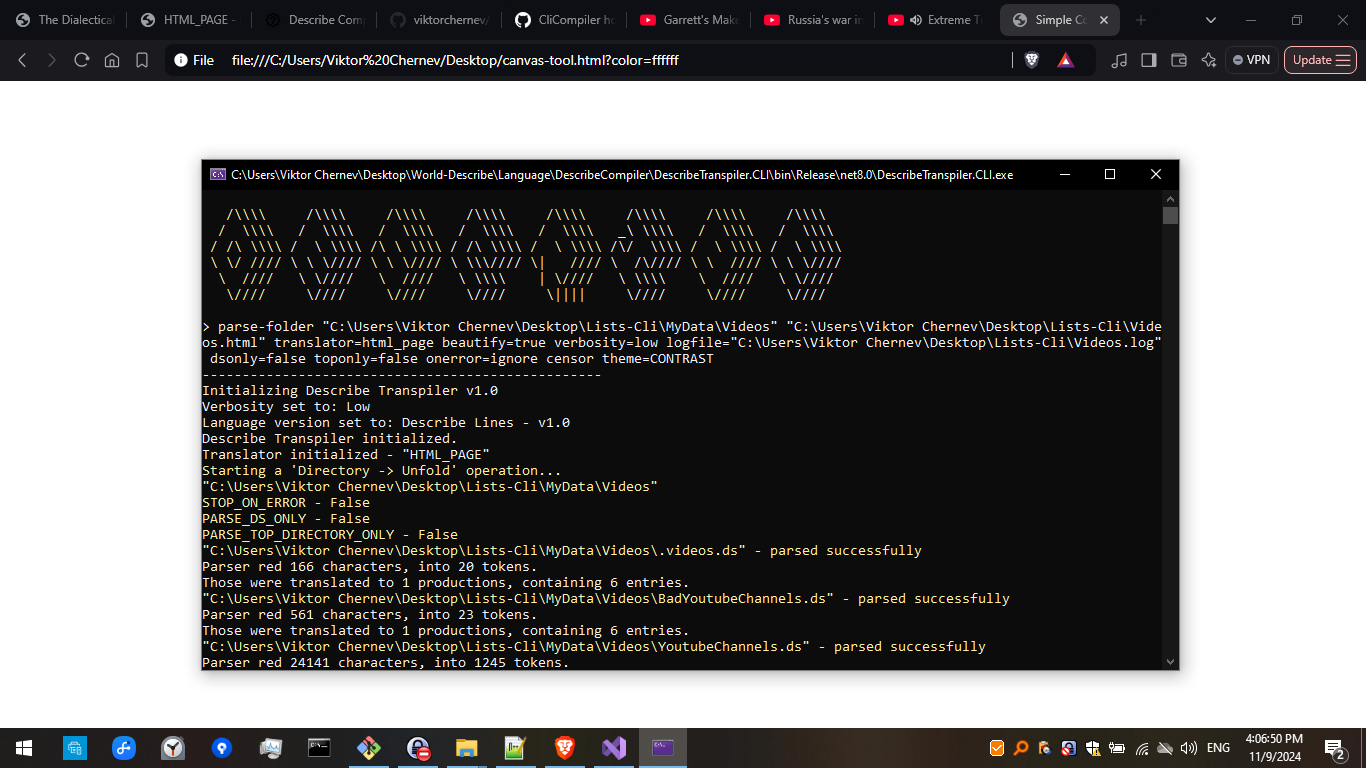 The Dialectical
HTML_PAGE -
Describe Com
viktorchernev/
CliCompiler ho
Garrett's Make
Russia's war in
Extreme T
Simple Co
File
file:///C:/Users/Viktor%20Chernev/Desktop/canvas-tool.html?color=ffffff
VPN
Update
C:\Users\Viktor Chernev\Desktop\World-Describe\Language\DescribeCompiler\DescribeTranspiler.CLI\bin\Release\net8.0\DescribeTranspiler.CLI.exe
> parse-folder "C:\Users\Viktor Chernev\Desktop\Lists-Cli\MyData\Videos" "C:\Users\Viktor Chernev\Desktop\Lists-Cli\Vide
os.html" translator=html_page beautify=true verbosity=low logfile="C:\Users\Viktor Chernev\Desktop\Lists-Cli\Videos.log"
dsonly=false toponly=false onerror=ignore censor theme=CONTRAST
--------------------------------------------------
Initializing Describe Transpiler v1.0
Verbosity set to: Low
Language version set to: Describe Lines - v1.0
Describe Transpiler initialized.
Translator initialized - "HTML_PAGE"
Starting a 'Directory -> Unfold' operation...
"C:\Users\Viktor Chernev\Desktop\Lists-Cli\MyData\Videos"
STOP_ON_ERROR - False
PARSE_DS_ONLY - False
PARSE_TOP_DIRECTORY_ONLY - False
"C:\Users\Viktor Chernev\Desktop\Lists-Cli\MyData\Videos\.videos.ds" - parsed successfully
Parser red 166 characters, into 20 tokens.
Those were translated to 1 productions, containing 6 entries.
"C:\Users\Viktor Chernev\Desktop\Lists-Cli\MyData\Videos\BadYoutubeChannels.ds" - parsed successfully
Parser red 561 characters, into 23 tokens.
Those were translated to 1 productions, containing 6 entries.
"C:\Users\Viktor Chernev\Desktop\Lists-Cli\MyData\Videos\YoutubeChannels.ds" - parsed successfully
Parser red 24141 characters, into 1245 tokens.
ENG
4:06:50 PM
11/9/2024
2